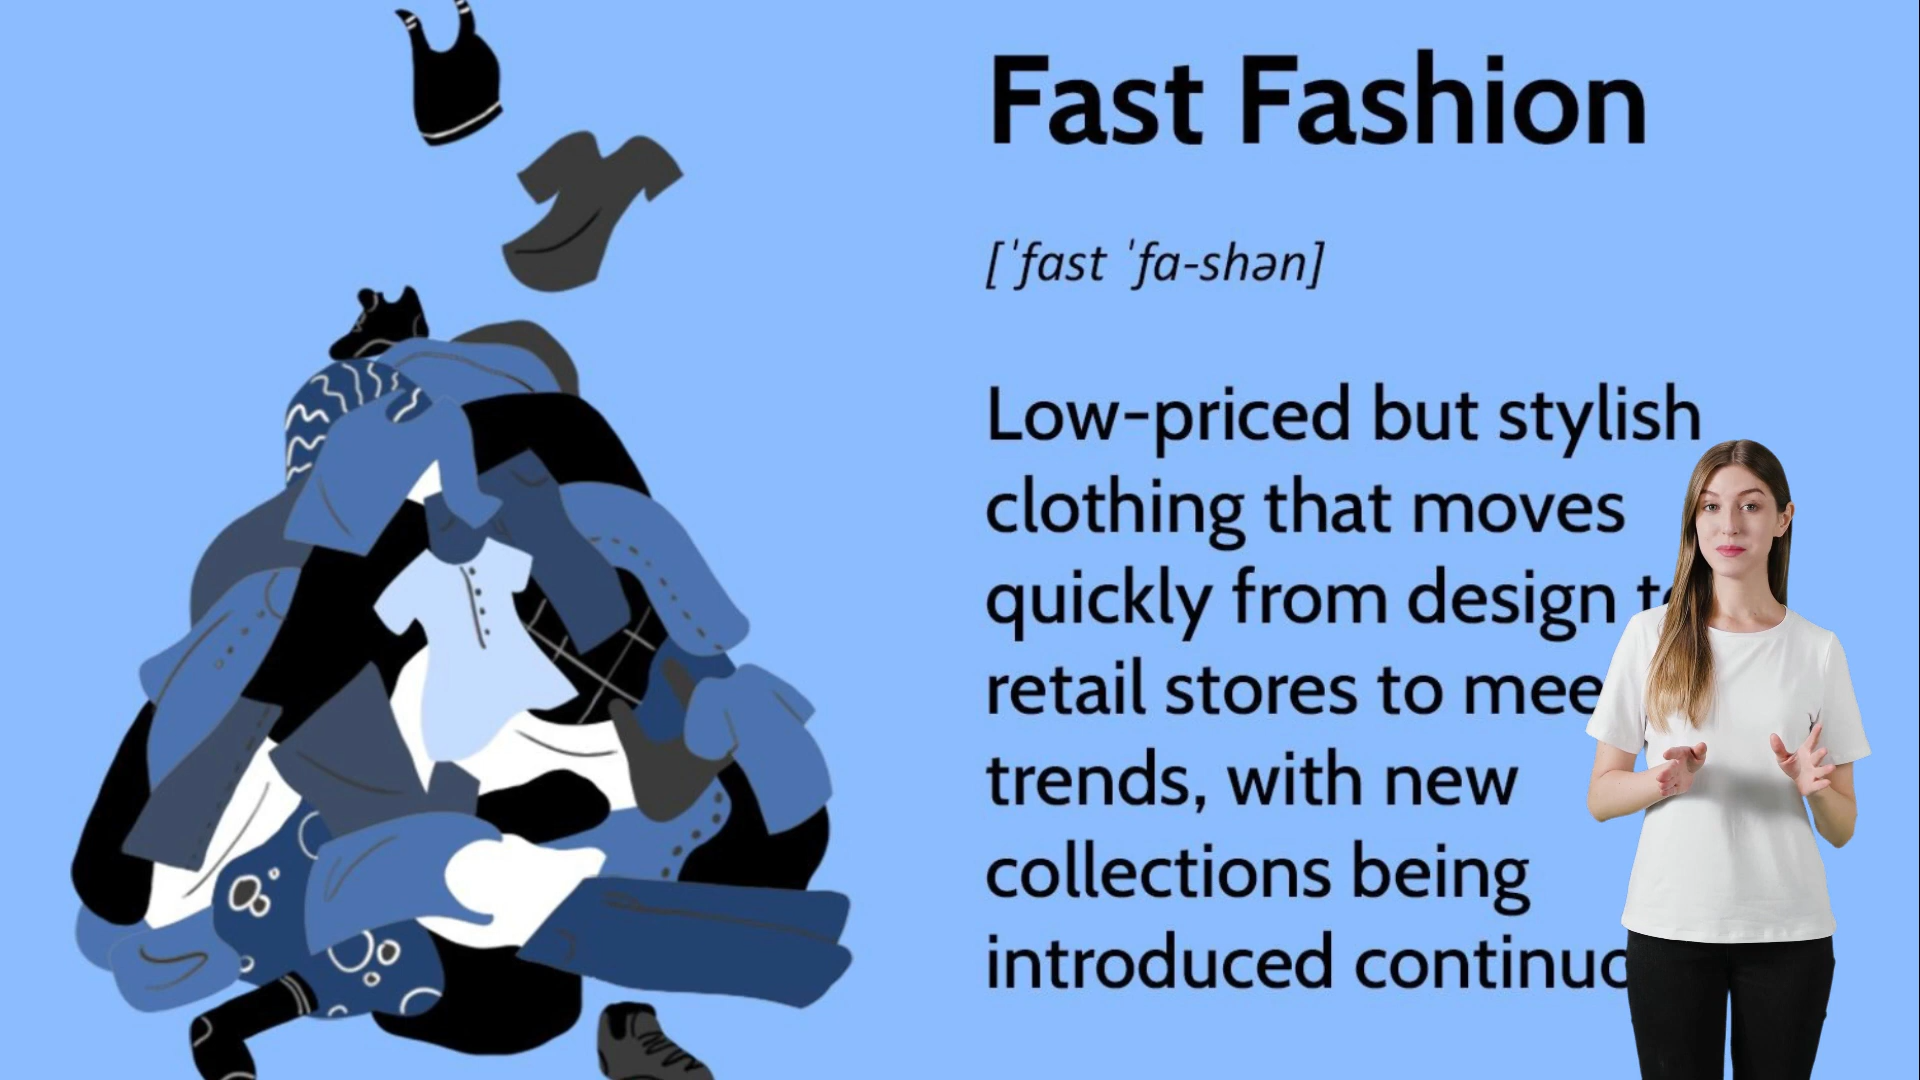 Fast Fashion
[ˈfast ˈfa-shən]
Low-priced but stylish
clothing that moves
quickly from design
retail stores to
trends, with new
collections being
introduced